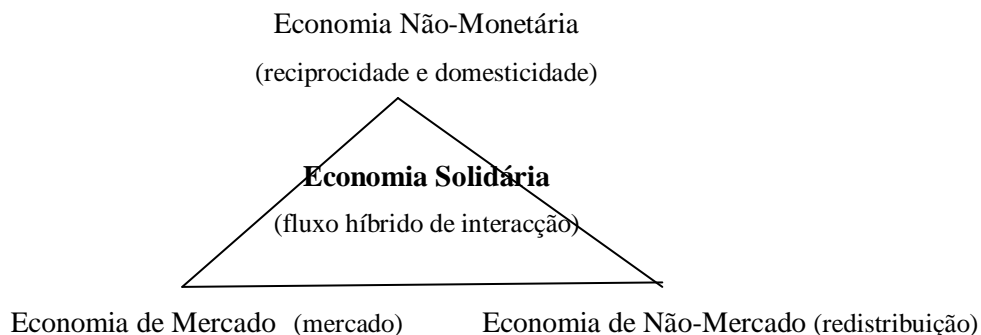 Economia Não-Monetária
(reciprocidade e domesticidade)
Economia Solidária
(fluxo híbrido de interacção)
Economia de Mercado (mercado) Economia de Não-Mercado (redistribuição)